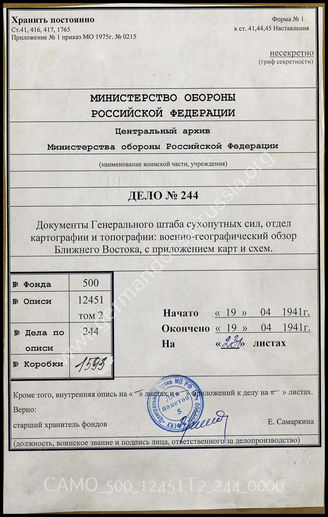 Хранить постоянно
Ст.41, 416, 417, 1765
Приложение № 1 приказ МО 1975г. № 0215
Форма № 1
к ст. 41,44,45 Наставления
несекретно
(гриф секретности)
МИНИСТЕРСТВО ОБОРОНЫ
РОССИЙСКОЙ ФЕДЕРАЦИИ
Центральный архив
Министерства обороны Российской Федерации
(наименование воинской части, учреждения)
ДЕЛО № 244
Документы Генерального штаба сухопутных сил, отдел
картографии и топографии: военно-географический обзор
Ближнего Востока, с приложением карт и схем.
№ Фонда 500
№ Описи 12451
том 2
№ Дела по описи 244
№ Коробки 1593
Начато « 19 » 04 1941г.
Окончено « 19 » 04 1941г.
На « 231» листах
Кроме того, внутренняя опись на «–» листах, и «–» приложений к делу на «–» листах.
Верно:
старший хранитель фондов
Е. Самаркина
(должность, воинское звание и подпись лица, ответственного за делопроизводство)
пакетов
5
CAMO_500_12451T2_244_0000